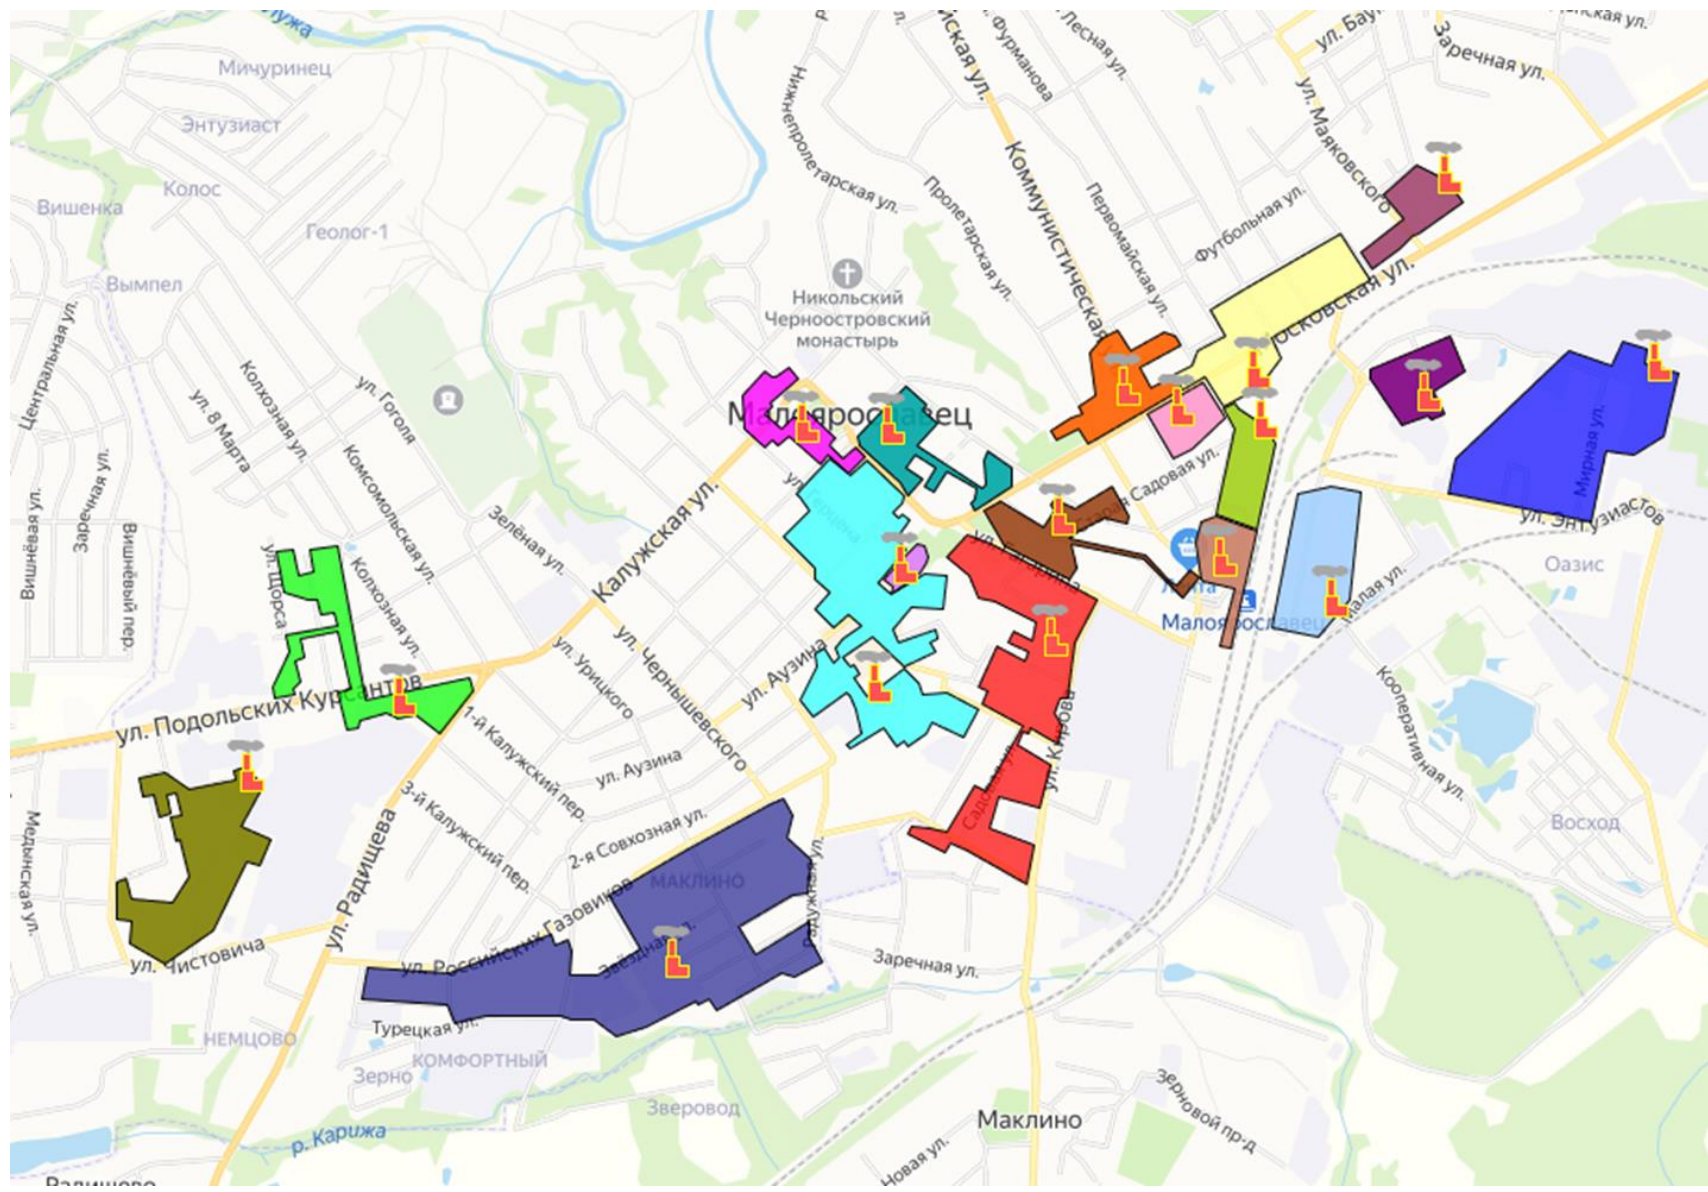 Мичуринец
Энтузиаст
Колос
Вишенка
Геолог-1
Вымпел
Центральная ул.
Колхозная ул.
ул. 8 Марта
ул. Гоголя
Комсомольская ул.
Заречная ул.
Вишнёвая ул.
Вишнёвый пер.
ул. Щорса
Колхозная ул.
Зелёная ул.
Калужская ул.
ул. Подольских Курсантов
Нижнепролетарская ул.
Никольский
Черноостровский
монастырь
Малоярославец
Пролетарская ул.
Коммунистическая
Первомайская ул.
ул. Фурманова
Лесная ул.
Футбольная ул.
ул. Маяковского
Заречная ул.
Московская ул.
Старая Садовая ул.
Малоярославец
Мирная ул.
ул. Энтузиастов
Оазис
Кооперативная ул.
Восход
ул. Урицкого
ул. Чернышевского
ул. Аузина
ул. Аузина
1-й Калужский пер.
3-й Калужский пер.
2-я Совхозная ул.
МАКЛИНО
ул. Российских Газовиков
Звёздная ул.
Радужная ул.
Садовая ул.
ул. Кирова
Заречная ул.
Медынская ул.
ул. Радищева
ул. Чистовича
Турецкая ул.
НЕМЦОВО
КОМФОРТНЫЙ
Зерно
Зверовод
р. Карижа
Маклино
Зерновой пр-д
Новая ул.